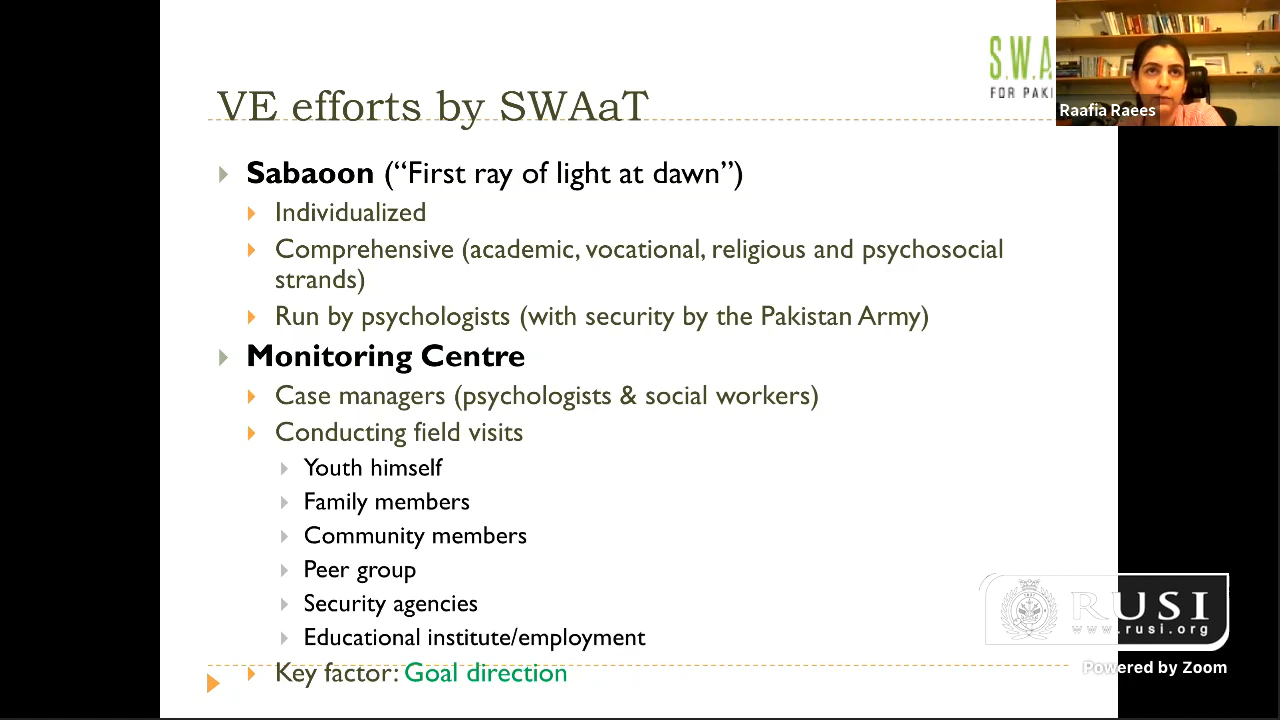 S.W.A
FOR PAKI
Raafia Raees
VE efforts by SWAaT
Sabaoon (“First ray of light at dawn”)
Individualized
Comprehensive (academic, vocational, religious and psychosocial
strands)
Run by psychologists (with security by the Pakistan Army)
Monitoring Centre
Case managers (psychologists & social workers)
Conducting field visits
Youth himself
Family members
Community members
Peer group
Security agencies
Educational institute/employment
Key factor: Goal direction
RUSI
www.rusi.org
Powered by Zoom